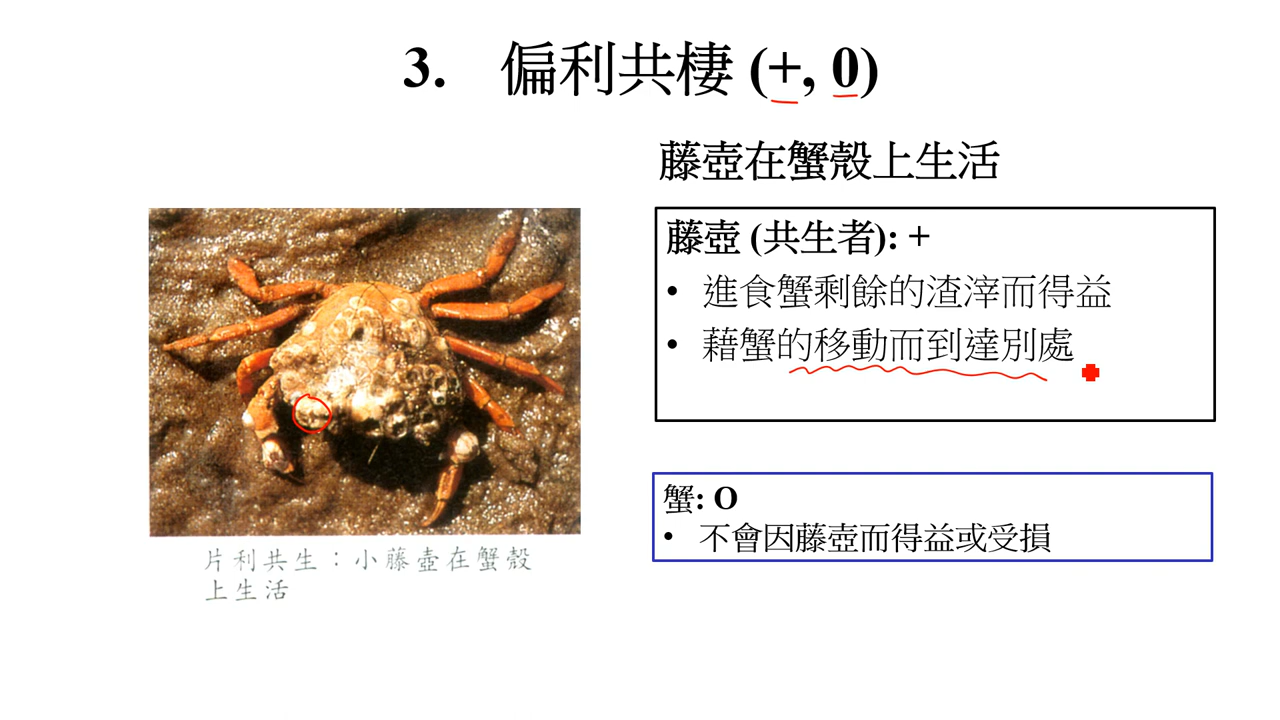 3. 偏利共棲 (+, 0)
藤壺在蟹殼上生活
藤壺 (共生者): +
• 進食蟹剩餘的渣滓而得益
• 藉蟹的移動而到達別處
蟹: O
• 不會因藤壺而得益或受損
片利共生：小藤壺在蟹殼
上生活